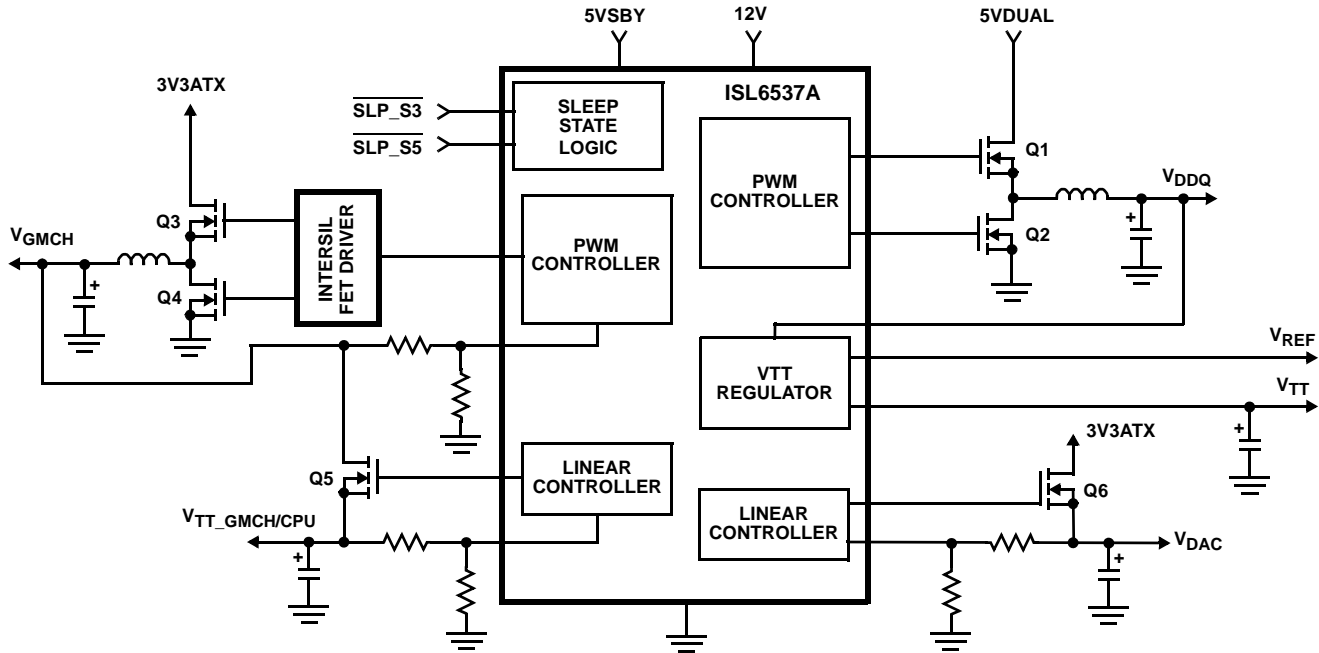 5VSBY
12V
5VDUAL
3V3ATX
SLP_S3
SLP_S5
SLEEP
STATE
LOGIC
ISL6537A
PWM
CONTROLLER
Q1
Q2
VDDQ
Q3
Q4
VGMCH
INTERSIL
FET DRIVER
PWM
CONTROLLER
VTT
REGULATOR
VREF
VTT
3V3ATX
Q5
LINEAR
CONTROLLER
LINEAR
CONTROLLER
Q6
VTT_GMCH/CPU
VDAC
+
+
+
+
+